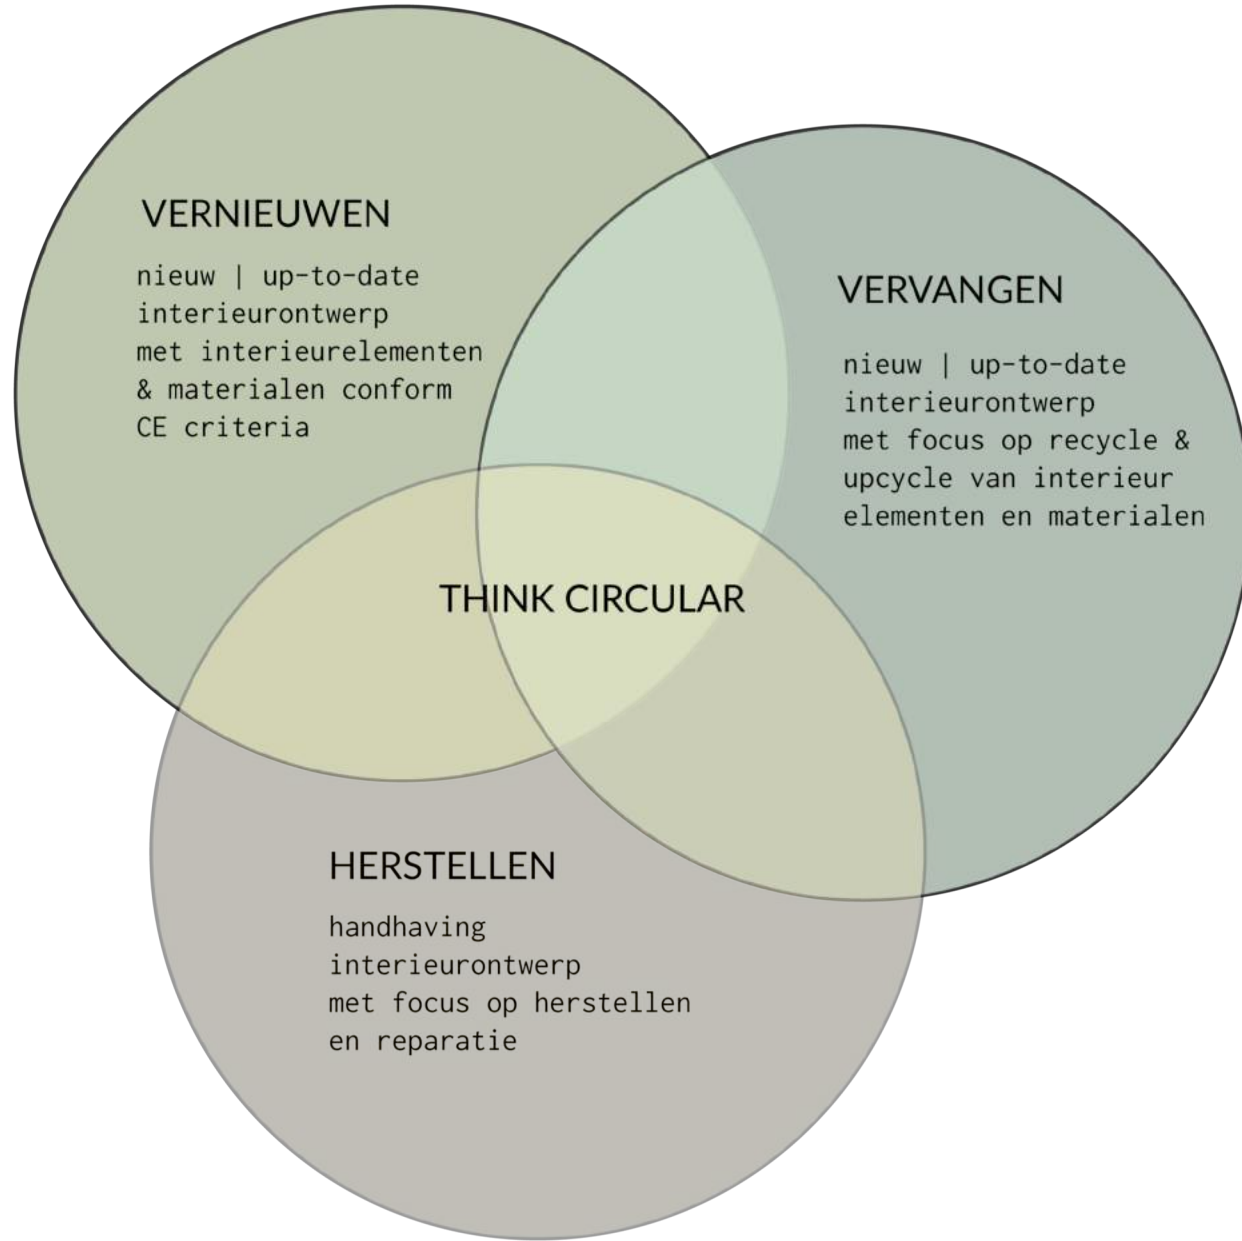 VERNIEUWEN
nieuw | up-to-date
interieurontwerp
met interieurelementen
& materialen conform
CE criteria
VERVANGEN
nieuw | up-to-date
interieurontwerp
met focus op recycle &
upcycle van interieur
elementen en materialen
THINK CIRCULAR
HERSTELLEN
handhaving
interieurontwerp
met focus op herstellen
en reparatie